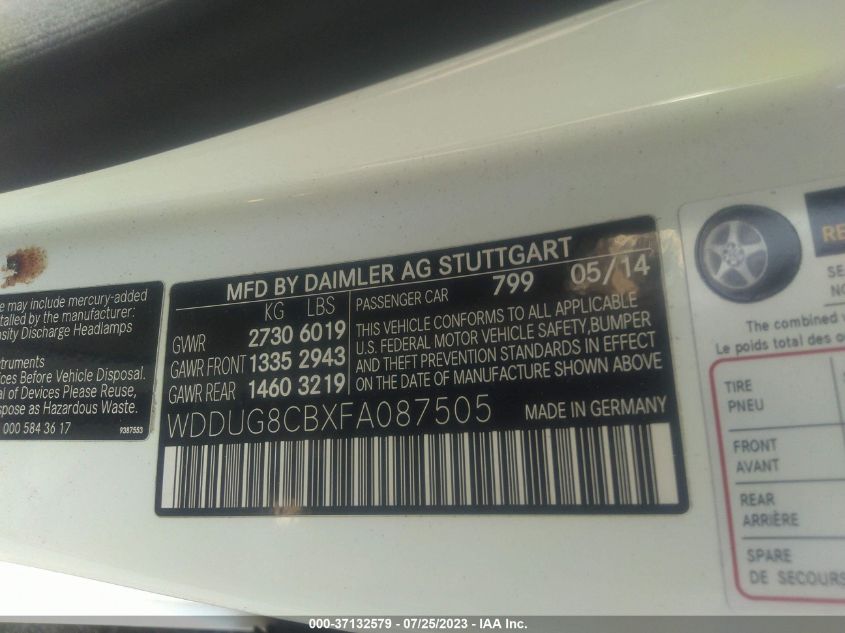 MFD BY DAIMLER AG STUTTGART
KG LBS
GVWR 2730 6019
GAWR FRONT 1335 2943
GAWR REAR 1460 3219
PASSENGER CAR 799 05/14
THIS VEHICLE CONFORMS TO ALL APPLICABLE
U.S. FEDERAL MOTOR VEHICLE SAFETY,BUMPER
AND THEFT PREVENTION STANDARDS IN EFFECT
ON THE DATE OF MANUFACTURE SHOWN ABOVE
WDDUG8CBXFA087505 MADE IN GERMANY
may include mercury-added
by the manufacturer:
Discharge Headlamps
Before Vehicle Disposal.
of Devices Please Reuse,
as Hazardous Waste.
000 584 36 17
9387553
The combined
Le poids total des
TIRE
PNEU
FRONT
AVANT
REAR
ARRIÈRE
SPARE
DE SECOURS
000-37132579 - 07/25/2023 - IAA Inc.